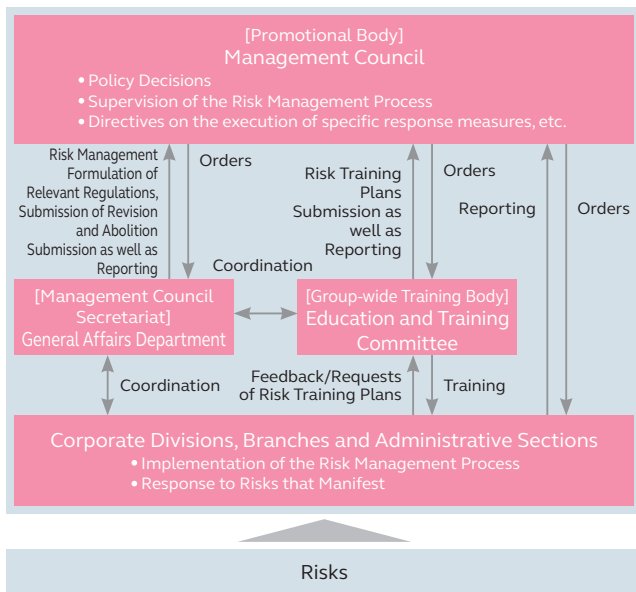 [Promotional Body]
Management Council
• Policy Decisions
• Supervision of the Risk Management Process
• Directives on the execution of specific response measures, etc.
Risk Management
Formulation of
Relevant Regulations,
Submission of Revision
and Abolition
Submission as well as
Reporting
Orders
Risk Training
Plans
Submission as
well as
Reporting
Orders
Reporting
Orders
Coordination
[Management Council
Secretariat]
General Affairs Department
[Group-wide Training Body]
Education and Training
Committee
Coordination
Feedback/Requests
of Risk Training Plans
Training
Corporate Divisions, Branches and Administrative Sections
• Implementation of the Risk Management Process
• Response to Risks that Manifest
Risks